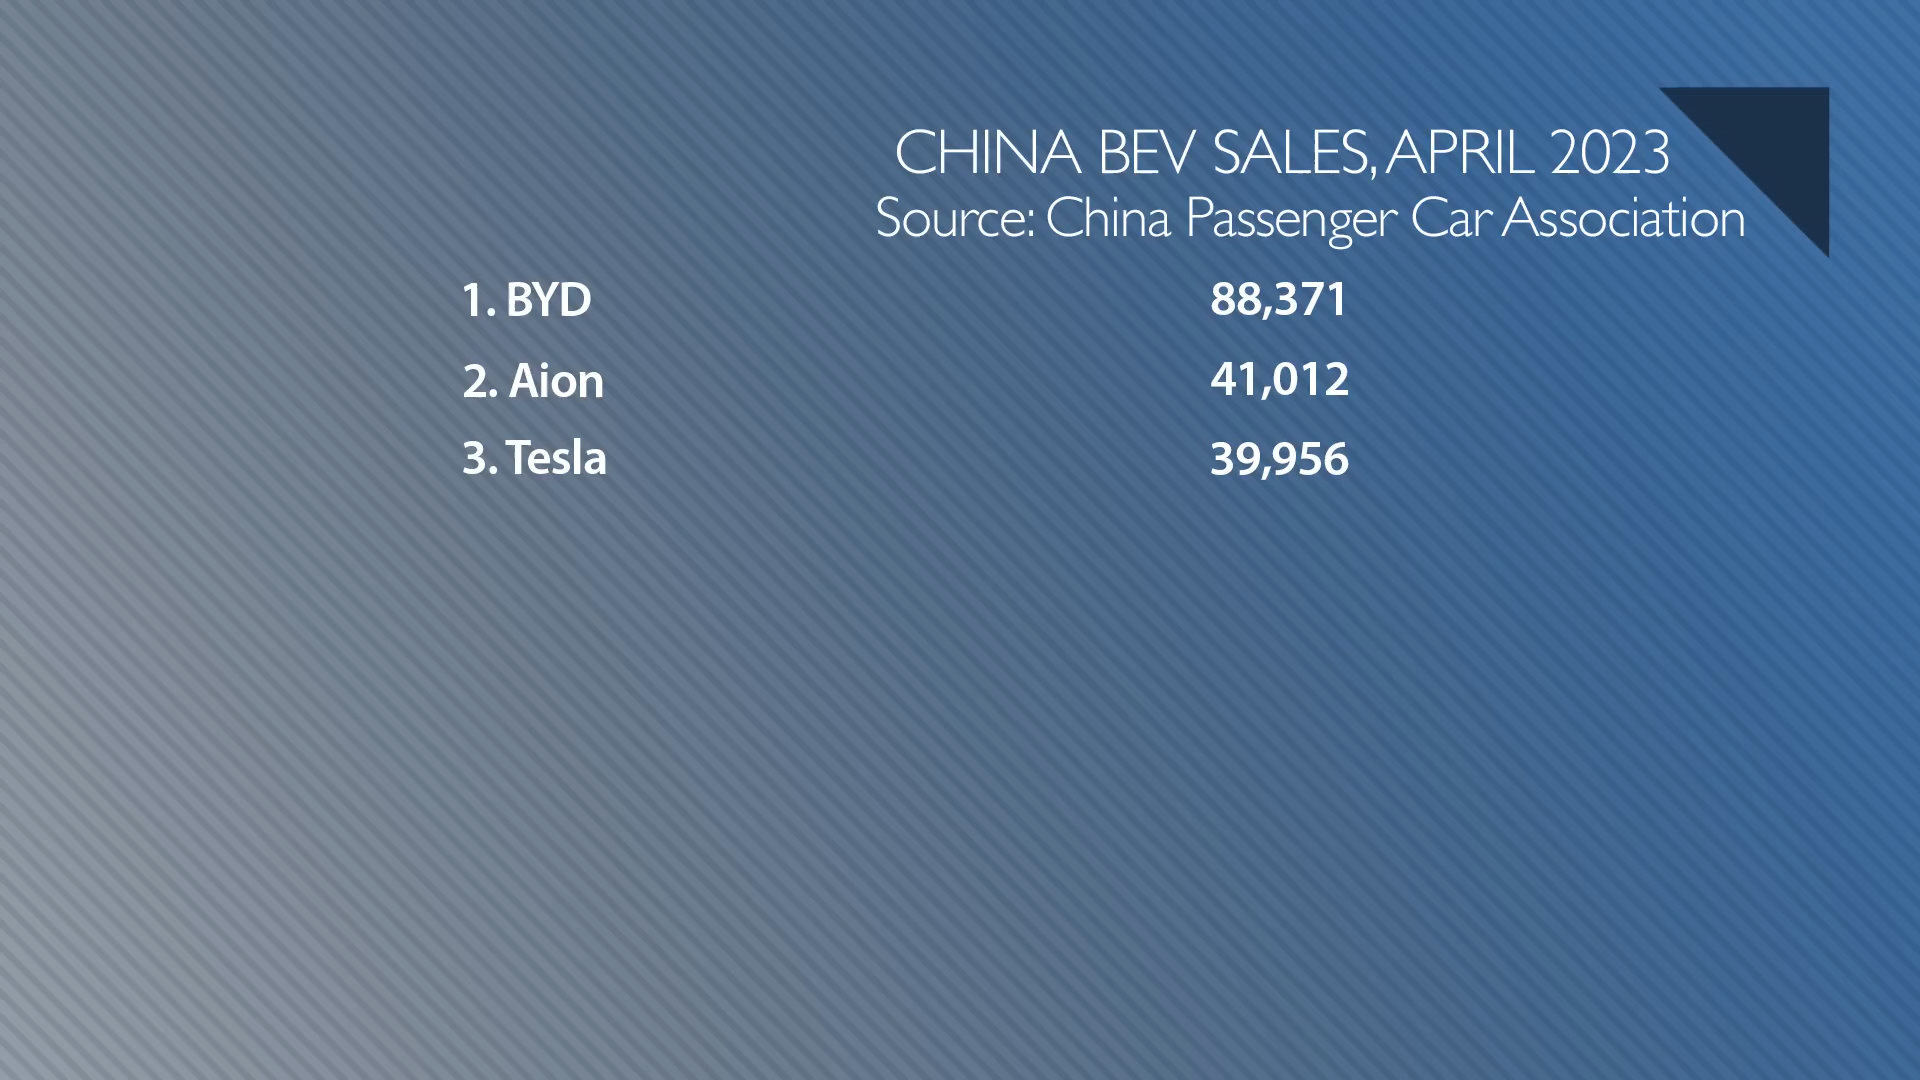 CHINA BEV SALES, APRIL 2023
Source: China Passenger Car Association
1. BYD 88,371
2. Aion 41,012
3. Tesla 39,956